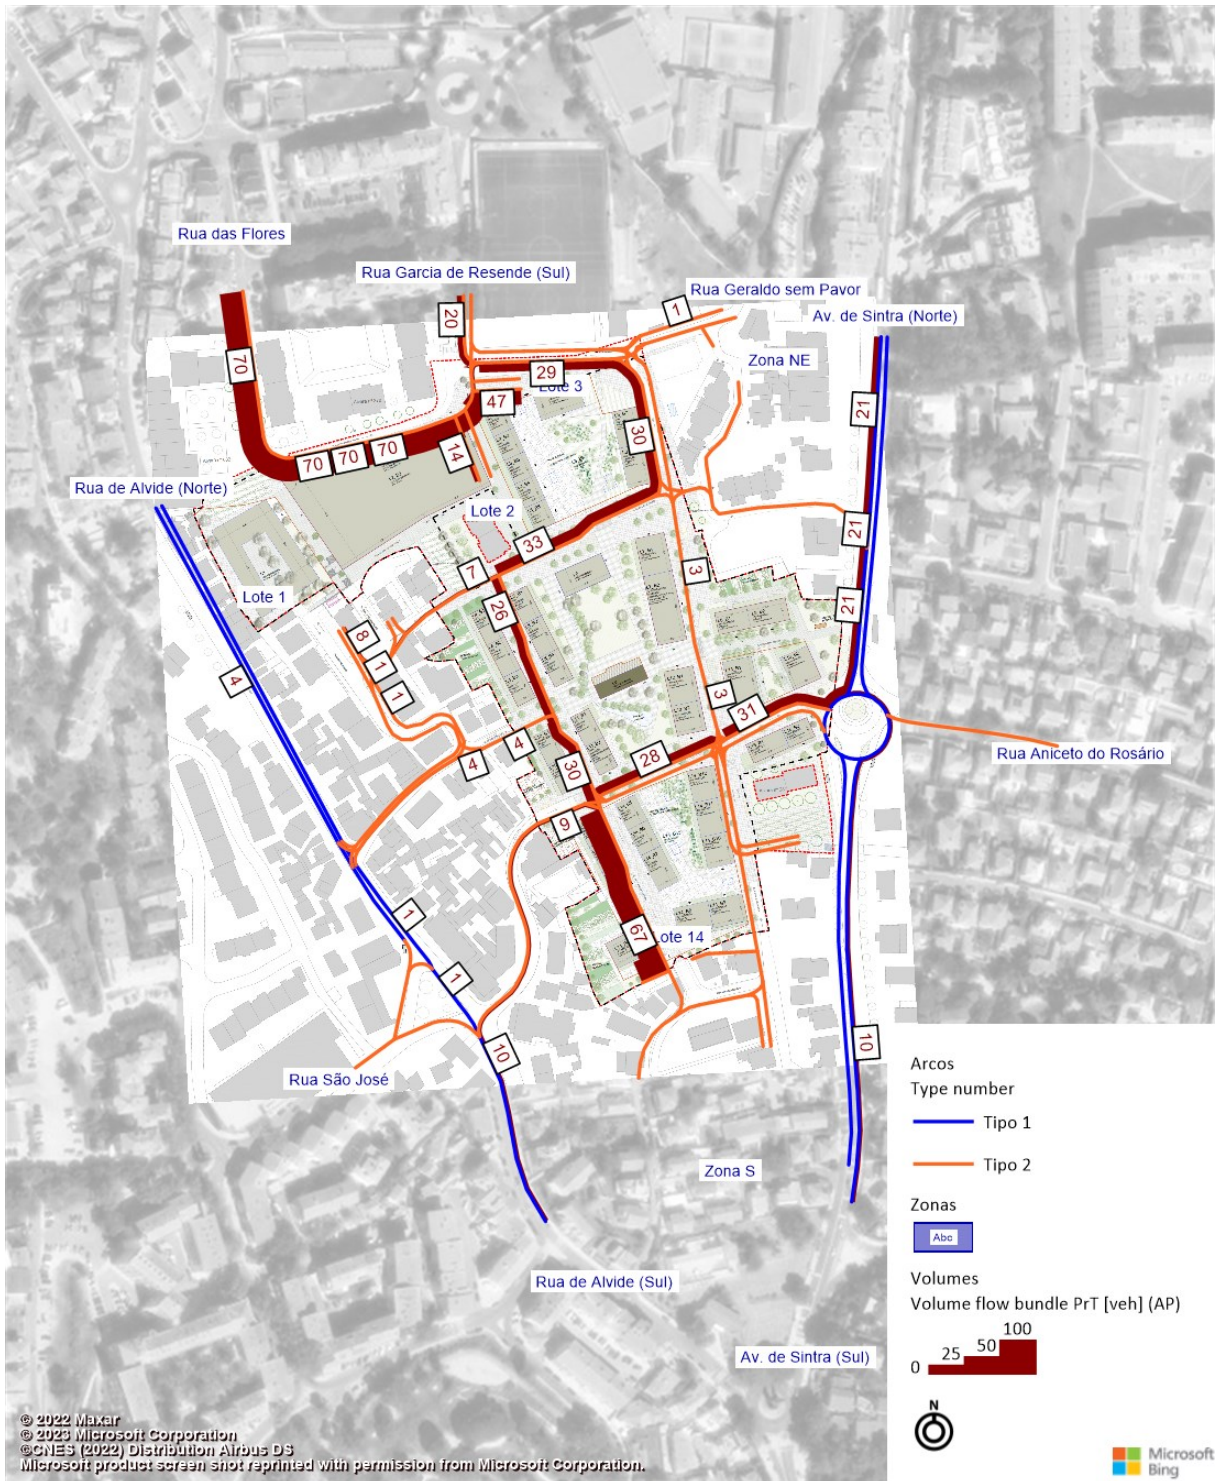 Rua das Flores
Rua Garcia de Resende (Sul)
Rua Geraldo sem Pavor
Av. de Sintra (Norte)
Zona NE
1
20
70
29
Lote 3
47
21
30
14
70
70
70
Rua de Alvide (Norte)
Lote 2
33
21
7
3
26
21
Lote 1
8
1
1
4
3
31
4
4
30
28
Rua Aniceto do Rosário
9
1
67
Lote 14
1
10
10
Rua São José
Zona S
Rua de Alvide (Sul)
Av. de Sintra (Sul)
Arcos
Type number
Tipo 1
Tipo 2
Zonas
Abc
Volumes
Volume flow bundle PrT [veh] (AP)
0 25 50 100
N
© 2022 Maxar
© 2023 Microsoft Corporation
©CNES (2022) Distribution Airbus DS
Microsoft product screen shot reprinted with permission from Microsoft Corporation.
Microsoft
Bing